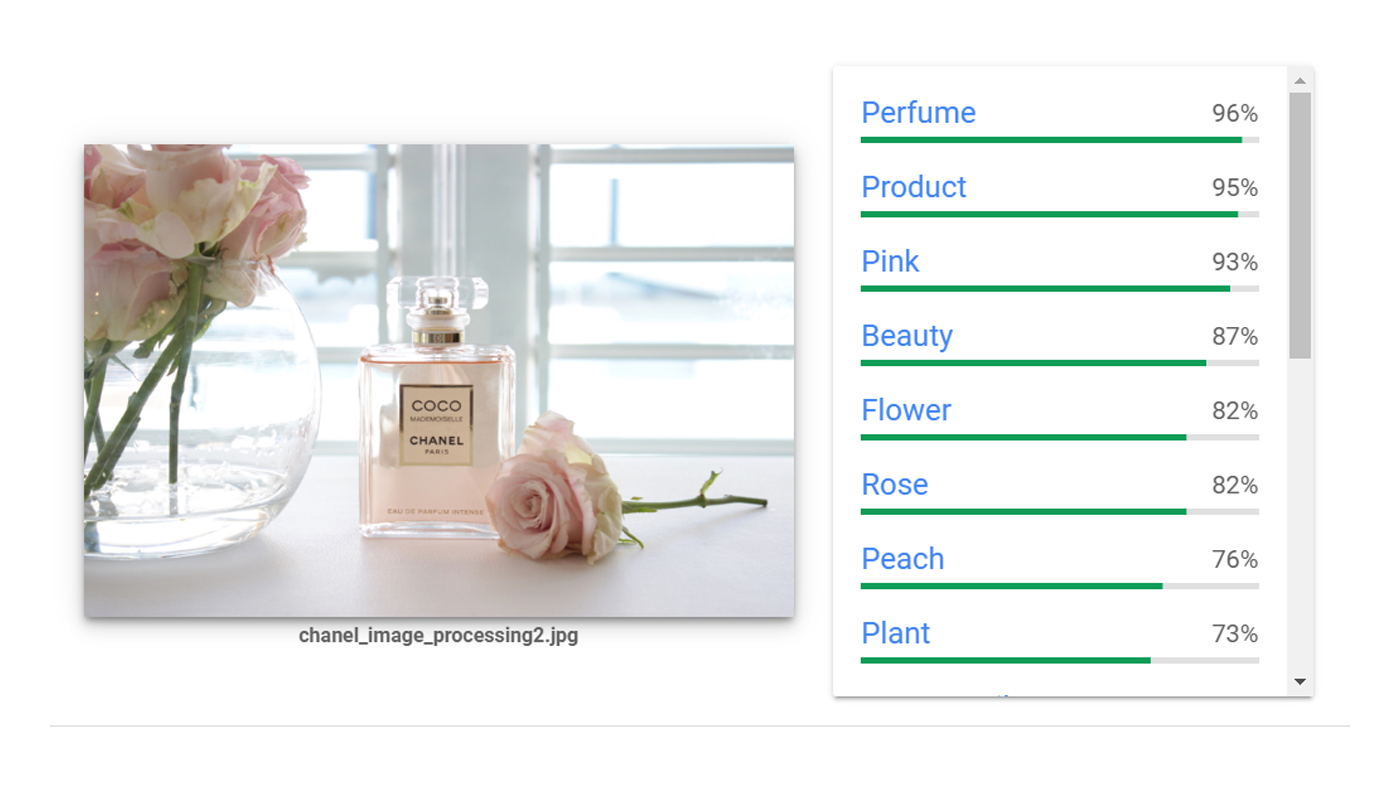 COCO
MADEMOISELLE
CHANEL
PARIS
EAU DE PARFUM INTENSE
chanel_image_processing2.jpg
Perfume 96%
Product 95%
Pink 93%
Beauty 87%
Flower 82%
Rose 82%
Peach 76%
Plant 73%